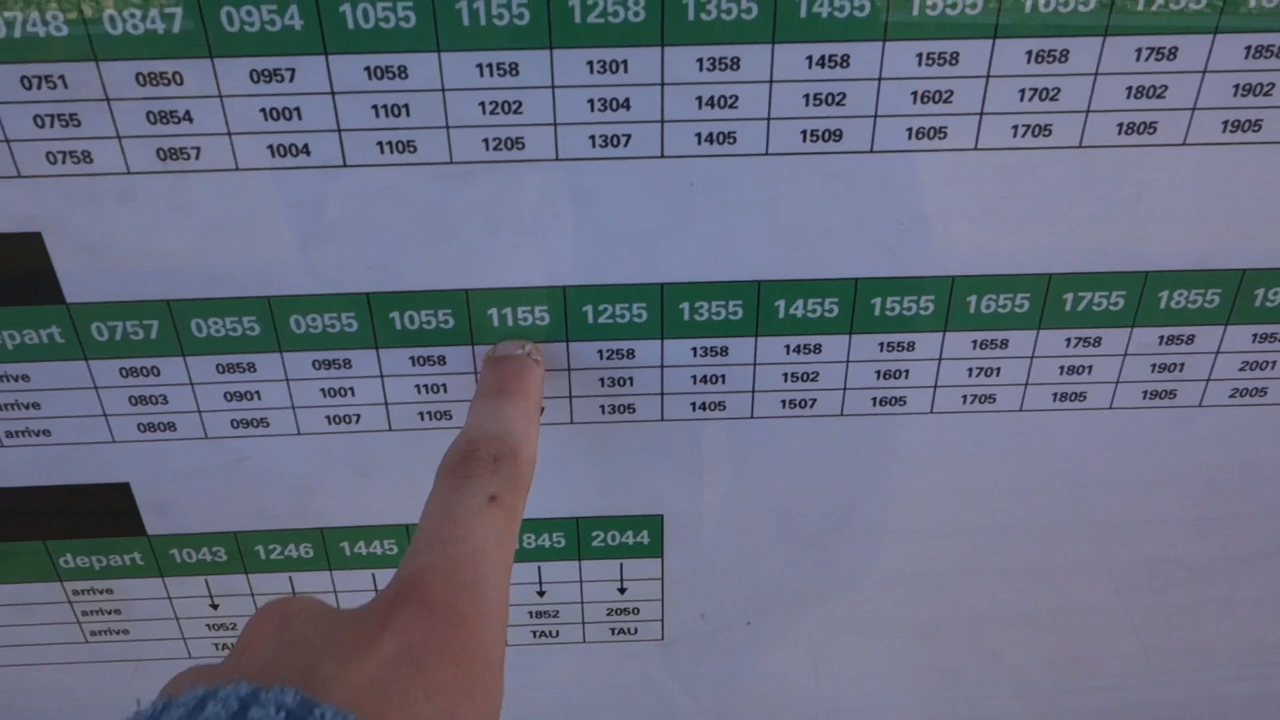 0748 0847 0954 1055 1155 1258 1355 1455 1555 1655 1755
0751 0850 0957 1058 1158 1301 1358 1458 1558 1658 1758 1858
0755 0854 1001 1101 1202 1304 1402 1502 1602 1702 1802 1902
0758 0857 1004 1105 1205 1307 1405 1509 1605 1705 1805 1905
depart 0757 0855 0955 1055 1155 1255 1355 1455 1555 1655 1755 1855 19
arrive 0800 0858 0958 1058 1258 1358 1458 1558 1658 1758 1858 195
arrive 0803 0901 1001 1101 1301 1401 1502 1601 1701 1801 1901 2001
arrive 0808 0905 1007 1105 1305 1405 1507 1605 1705 1805 1905 2005
depart 1043 1246 1445 845 2044
arrive
arrive 1052 1852 2050
arrive TAU TAU TAU